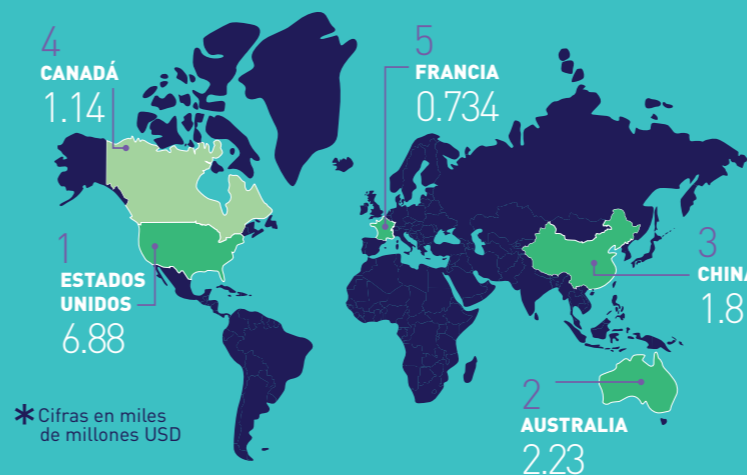 4
CANADÁ
1.14
5
FRANCIA
0.734
1
ESTADOS
UNIDOS
6.88
3
CHINA
1.8
2
AUSTRALIA
2.23
* Cifras en miles
de millones USD